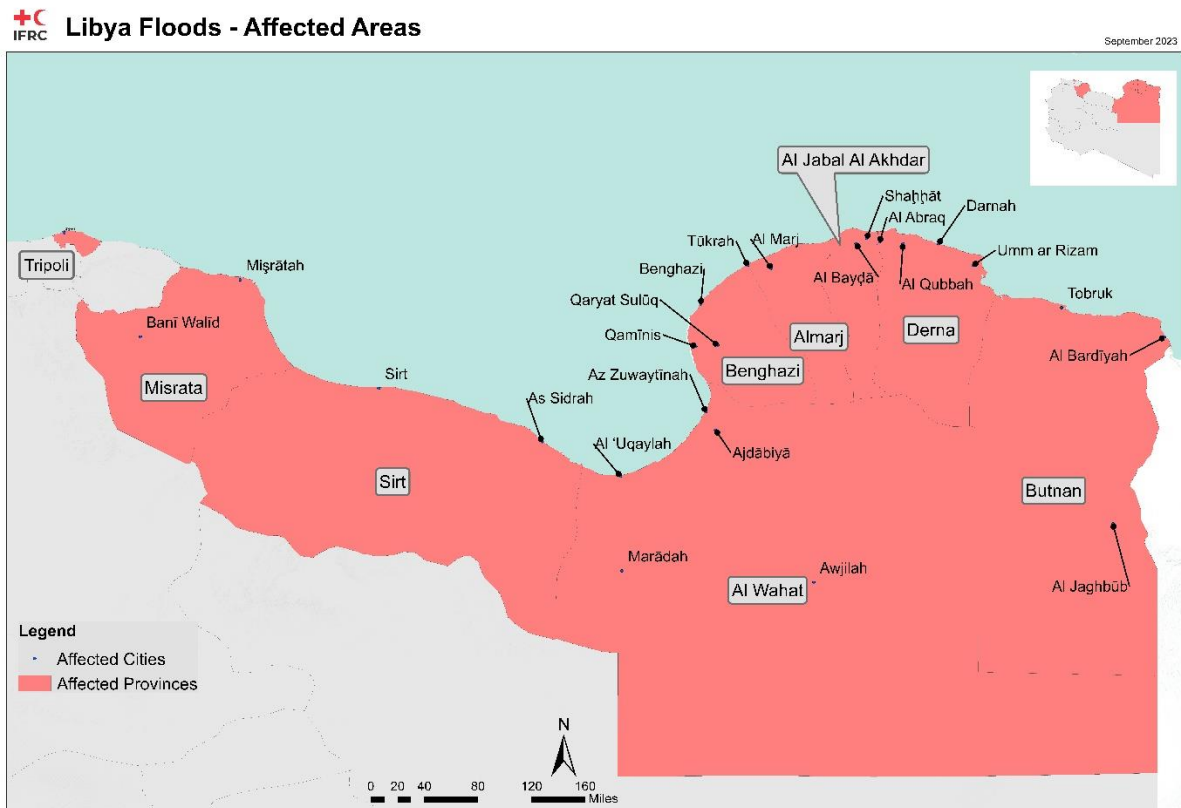 IFRC
Libya Floods - Affected Areas
September 2023
Al Jabal Al Akhdar
Shaḩḩāt
Al Abraq
Darnah
Tūkrah
Al Marj
Umm ar Rizam
Benghazi
Al Bayḑā
Al Qubbah
Tripoli
Mişrātah
Qaryat Sulūq
Tobruk
Banī Walīd
Qamīnis
Almarj
Derna
Al Bardīyah
Misrata
Sirt
Az Zuwaytīnah
Benghazi
As Sidrah
Al ‘Uqaylah
Ajdābiyā
Sirt
Butnan
Marādah
Awjilah
Al Wahat
Al Jaghbūb
Legend
Affected Cities
Affected Provinces
N
0 20 40 80 120 160
Miles